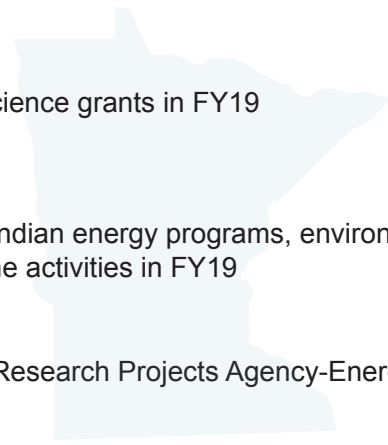 cience grants in FY19
ndian energy programs, environ
e activities in FY19
Research Projects Agency-Ener